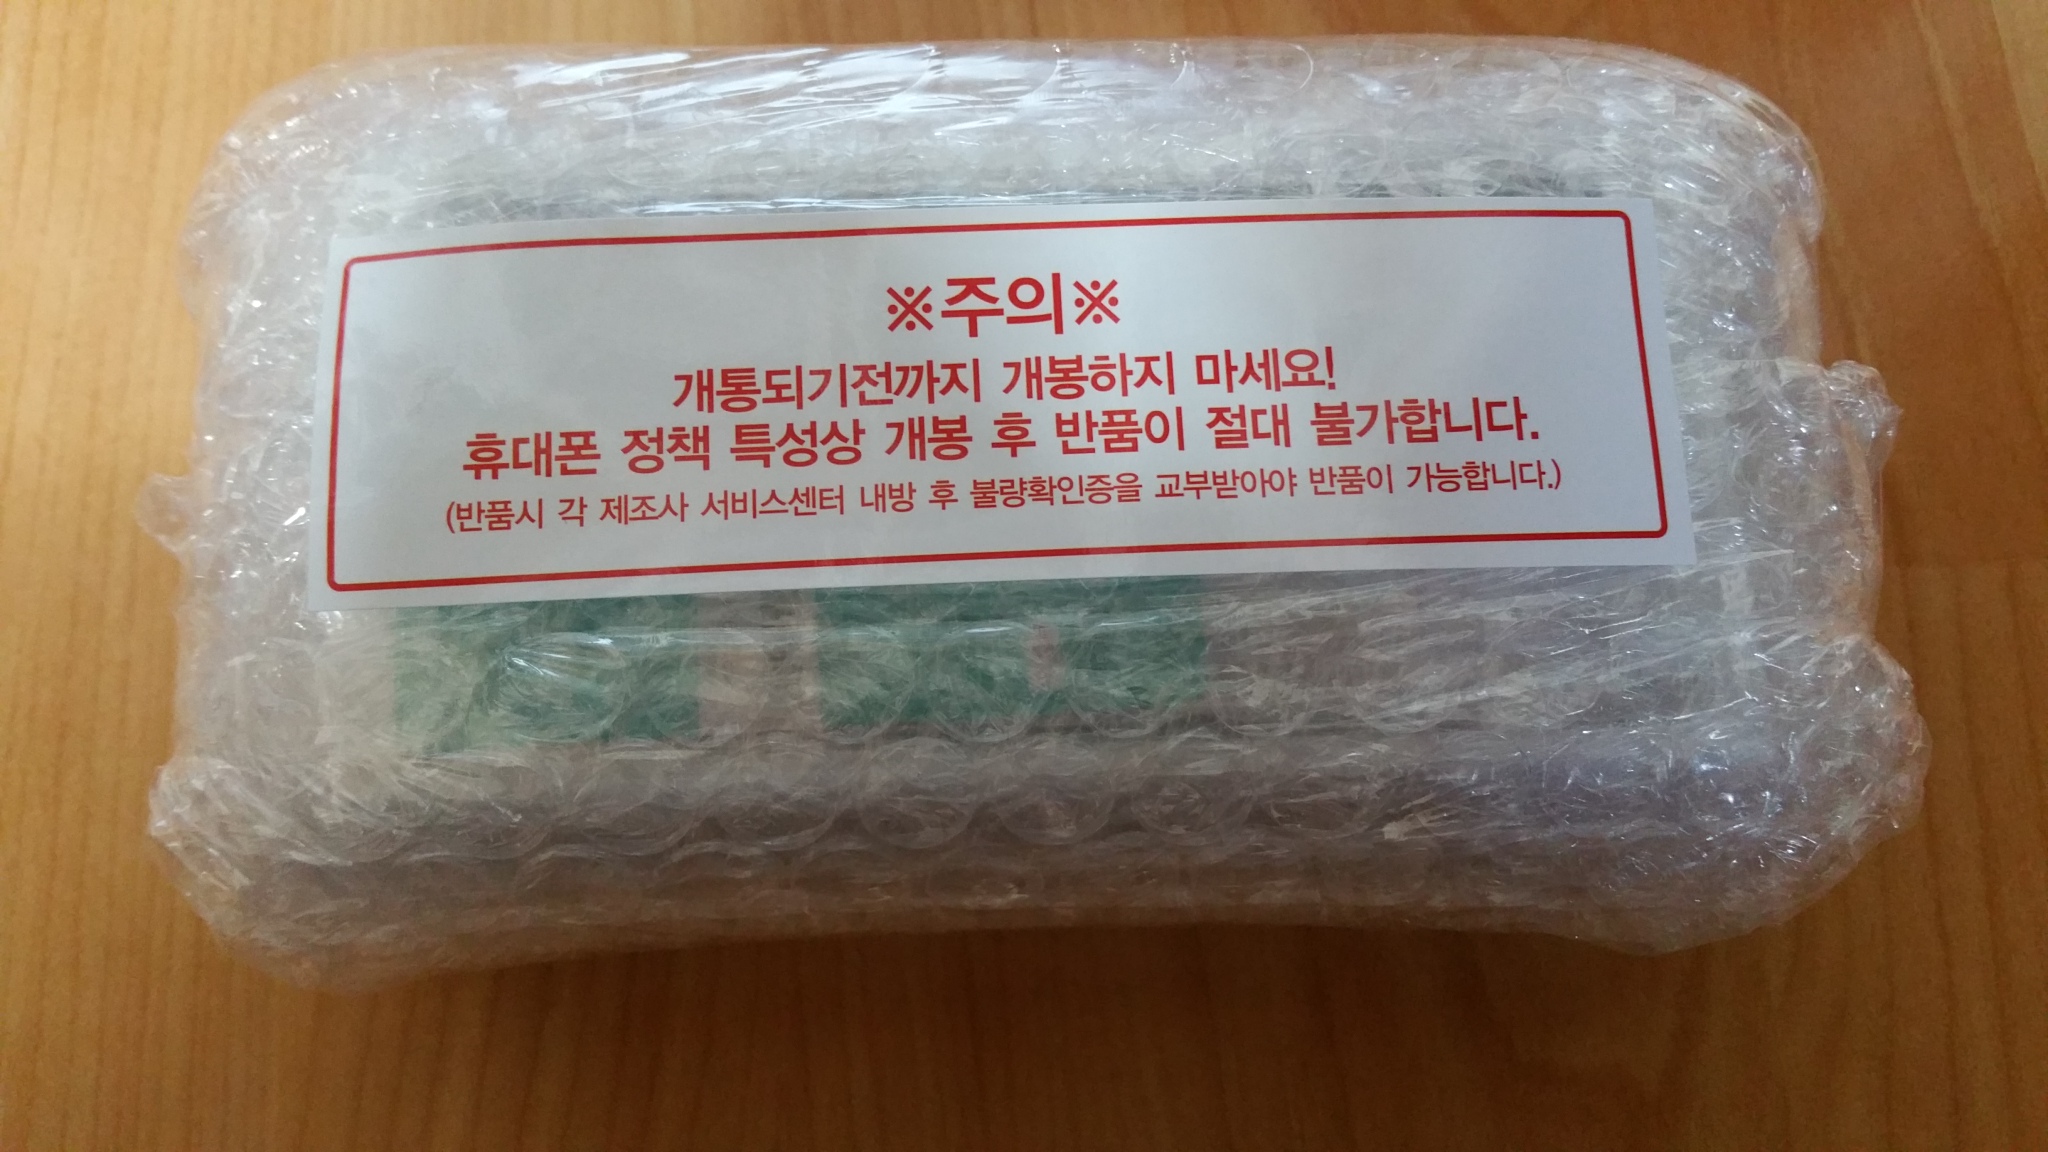 ※주의※
개통되기전까지 개봉하지 마세요!
휴대폰 정책 특성상 개봉 후 반품이 절대 불가합니다.
(반품시 각 제조사 서비스센터 내방 후 불량확인증을 교부받아야 반품이 가능합니다.)